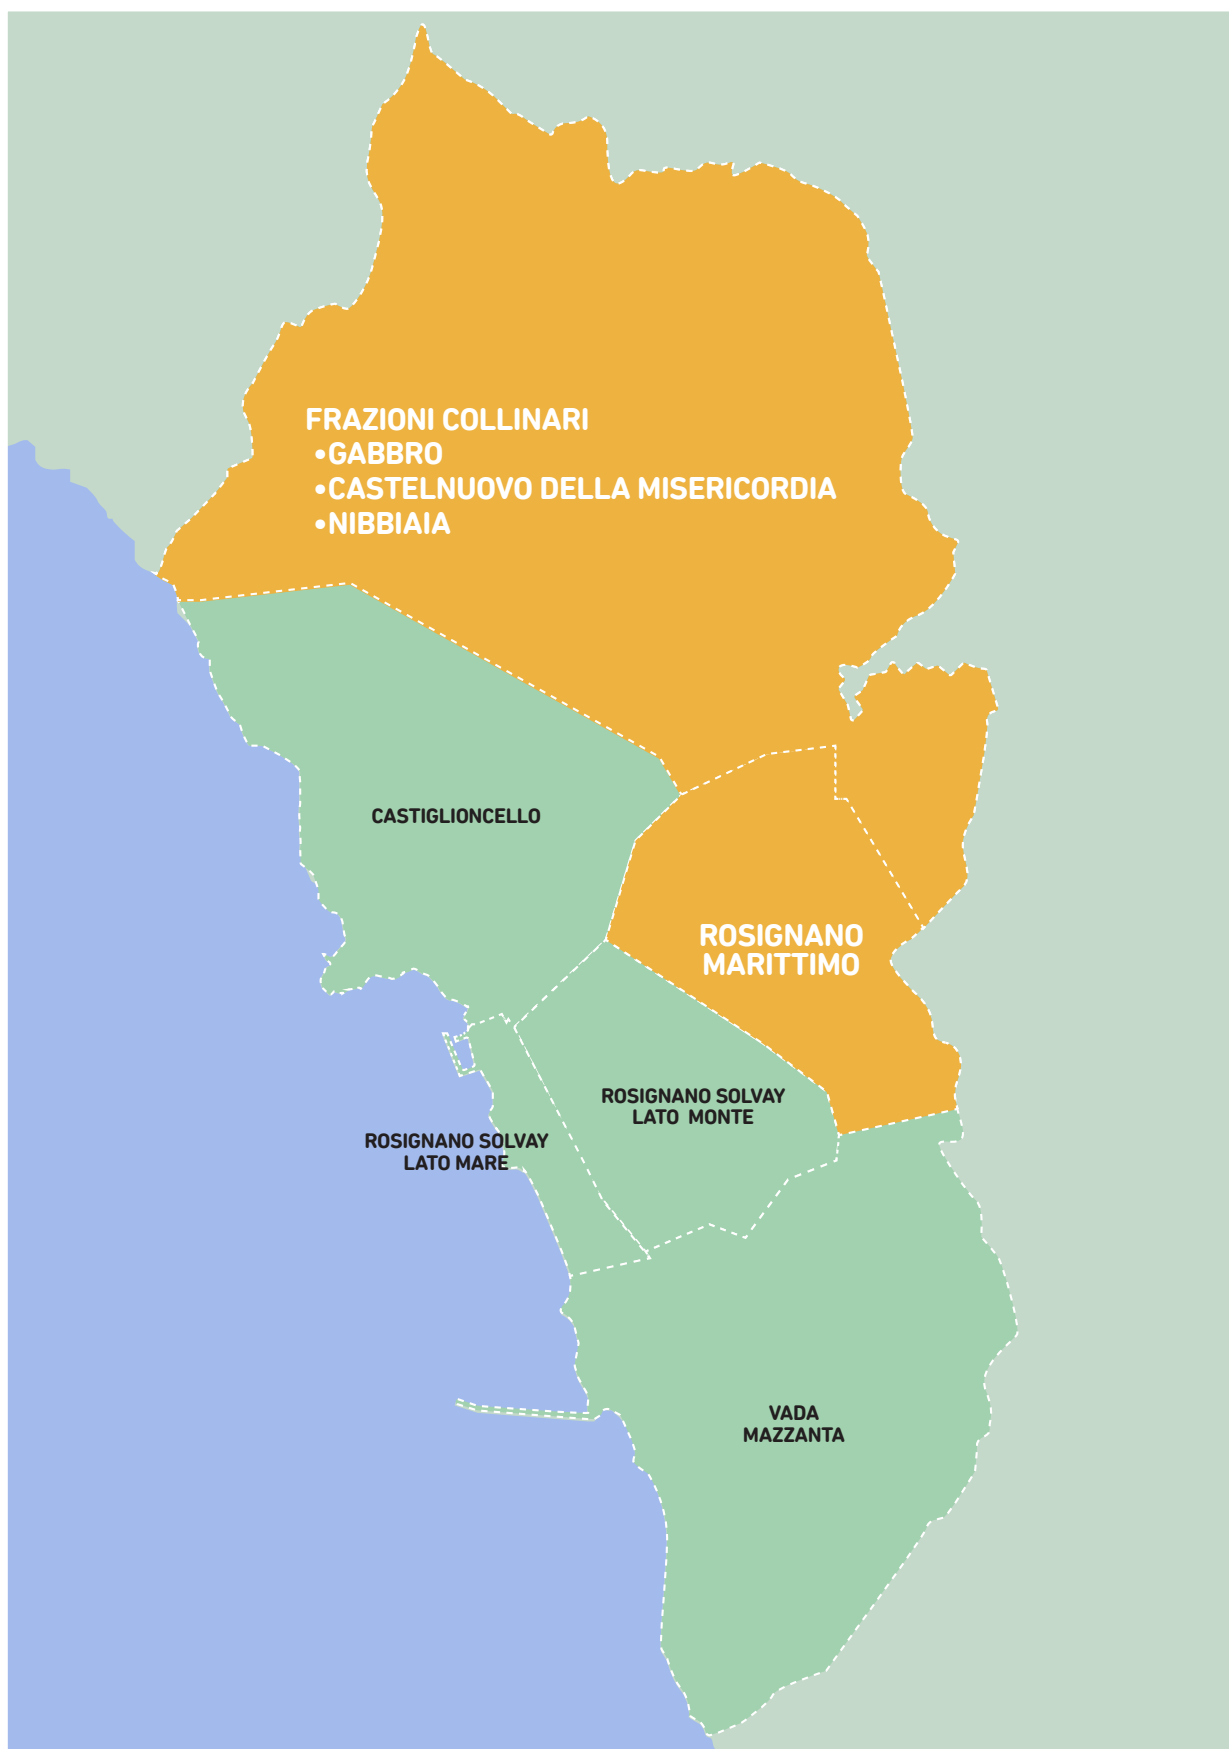 FRAZIONI COLLINARI
•GABBRO
•CASTELNUOVO DELLA MISERICORDIA
•NIBBIAIA
CASTIGLIONCELLO
ROSIGNANO
MARITTIMO
ROSIGNANO SOLVAY
LATO MONTE
ROSIGNANO SOLVAY
LATO MARE
VADA
MAZZANTA